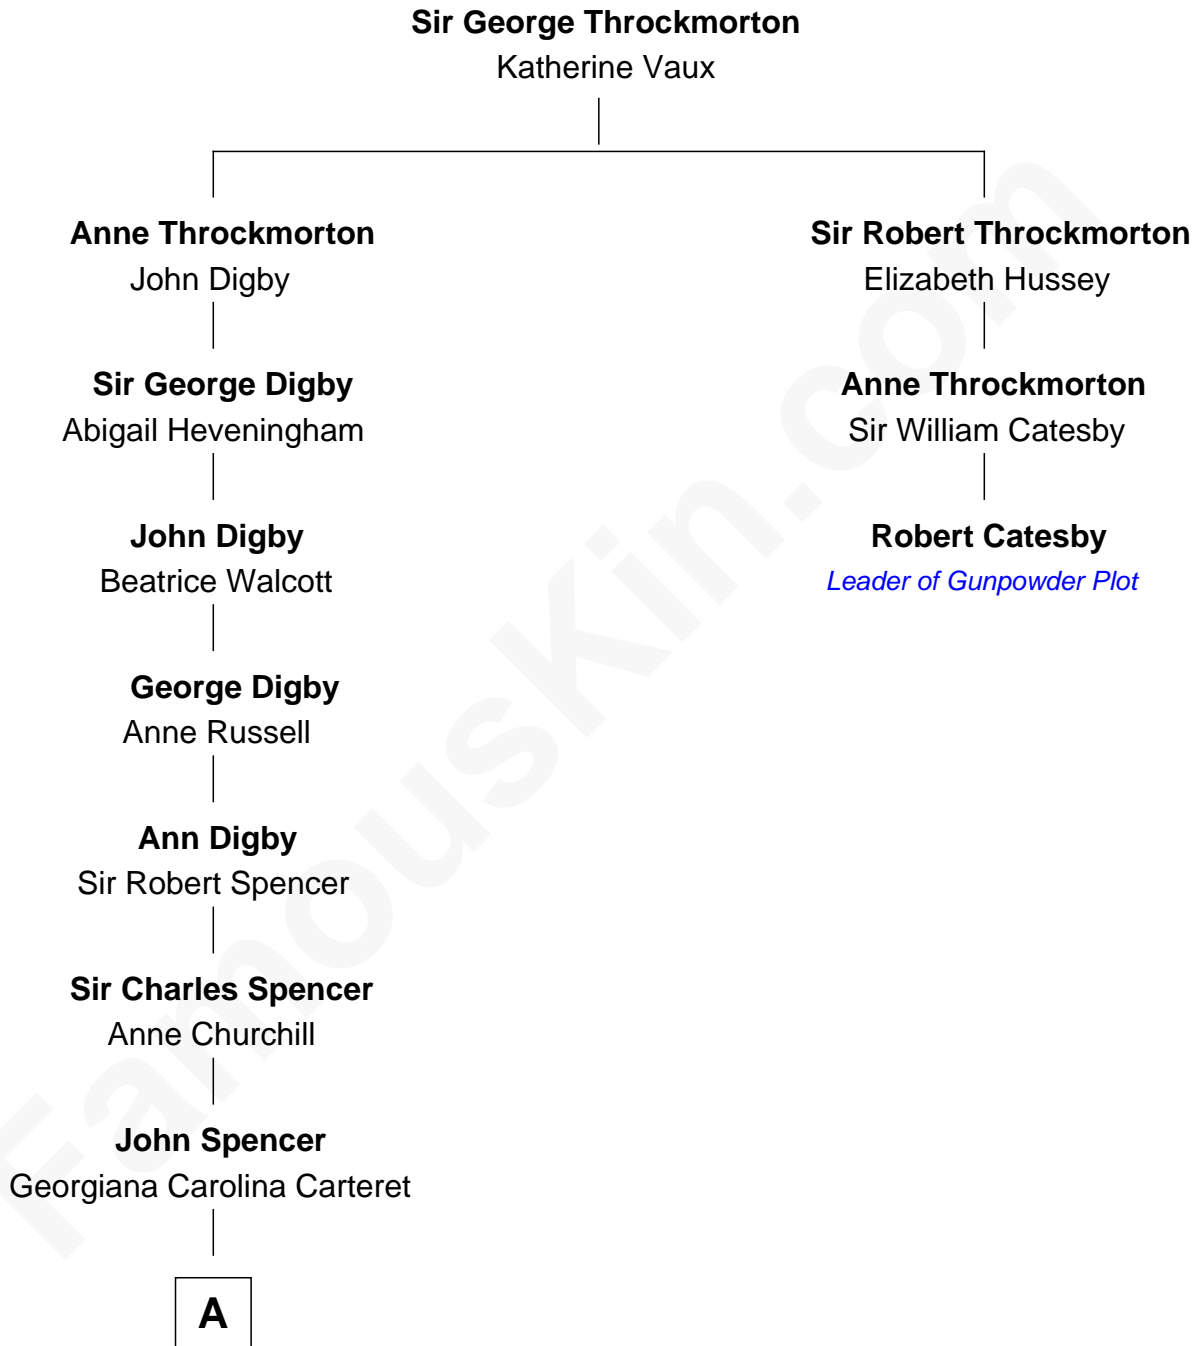 Sir George Throckmorton
Katherine Vaux
Anne Throckmorton
John Digby
Sir Robert Throckmorton
Elizabeth Hussey
Sir George Digby
Abigail Heveningham
Anne Throckmorton
Sir William Catesby
John Digby
Beatrice Walcott
Robert Catesby
Leader of Gunpowder Plot
George Digby
Anne Russell
Ann Digby
Sir Robert Spencer
Sir Charles Spencer
Anne Churchill
John Spencer
Georgiana Carolina Carteret
A
FamousKin.com